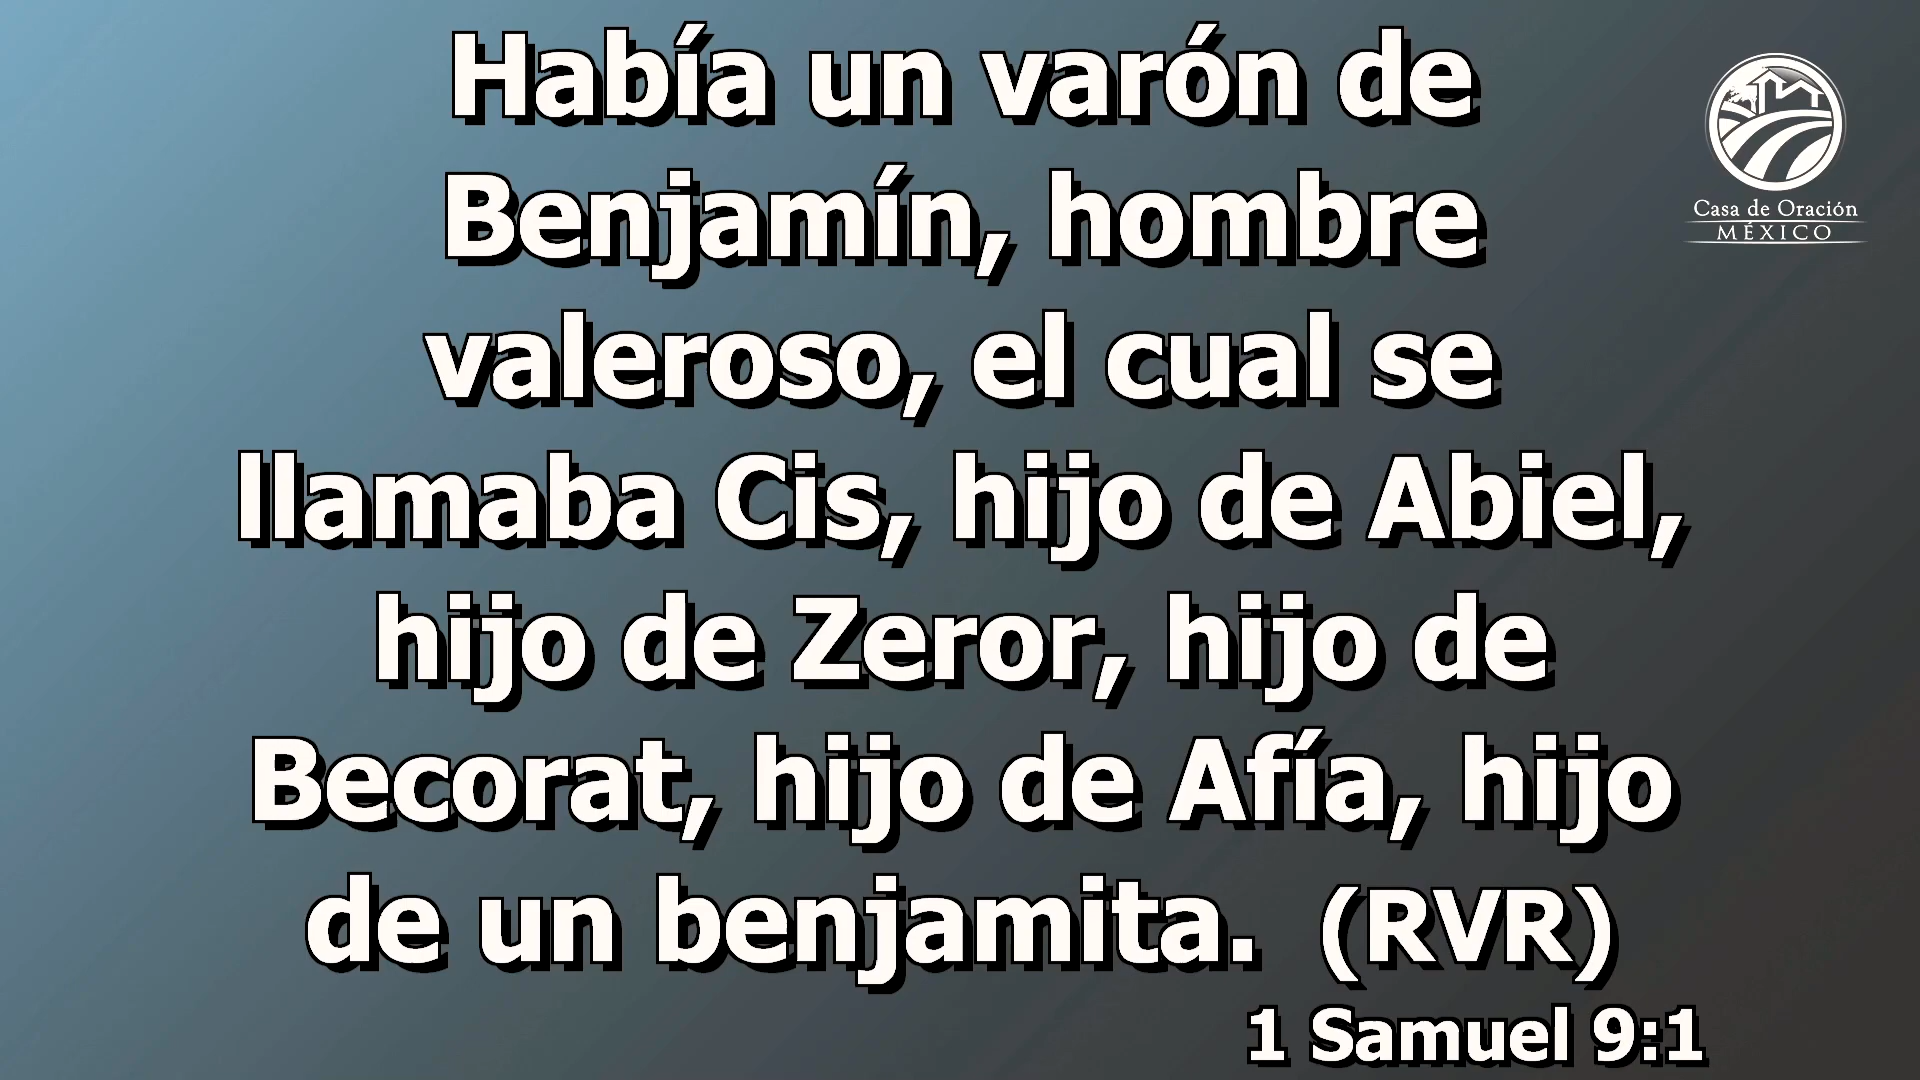 Había un varón de
Benjamín, hombre
valeroso, el cual se
llamaba Cis, hijo de Abiel,
hijo de Zeror, hijo de
Becorat, hijo de Afía, hijo
de un benjamita. (RVR)
1 Samuel 9:1
Casa de Oración
MÉXICO